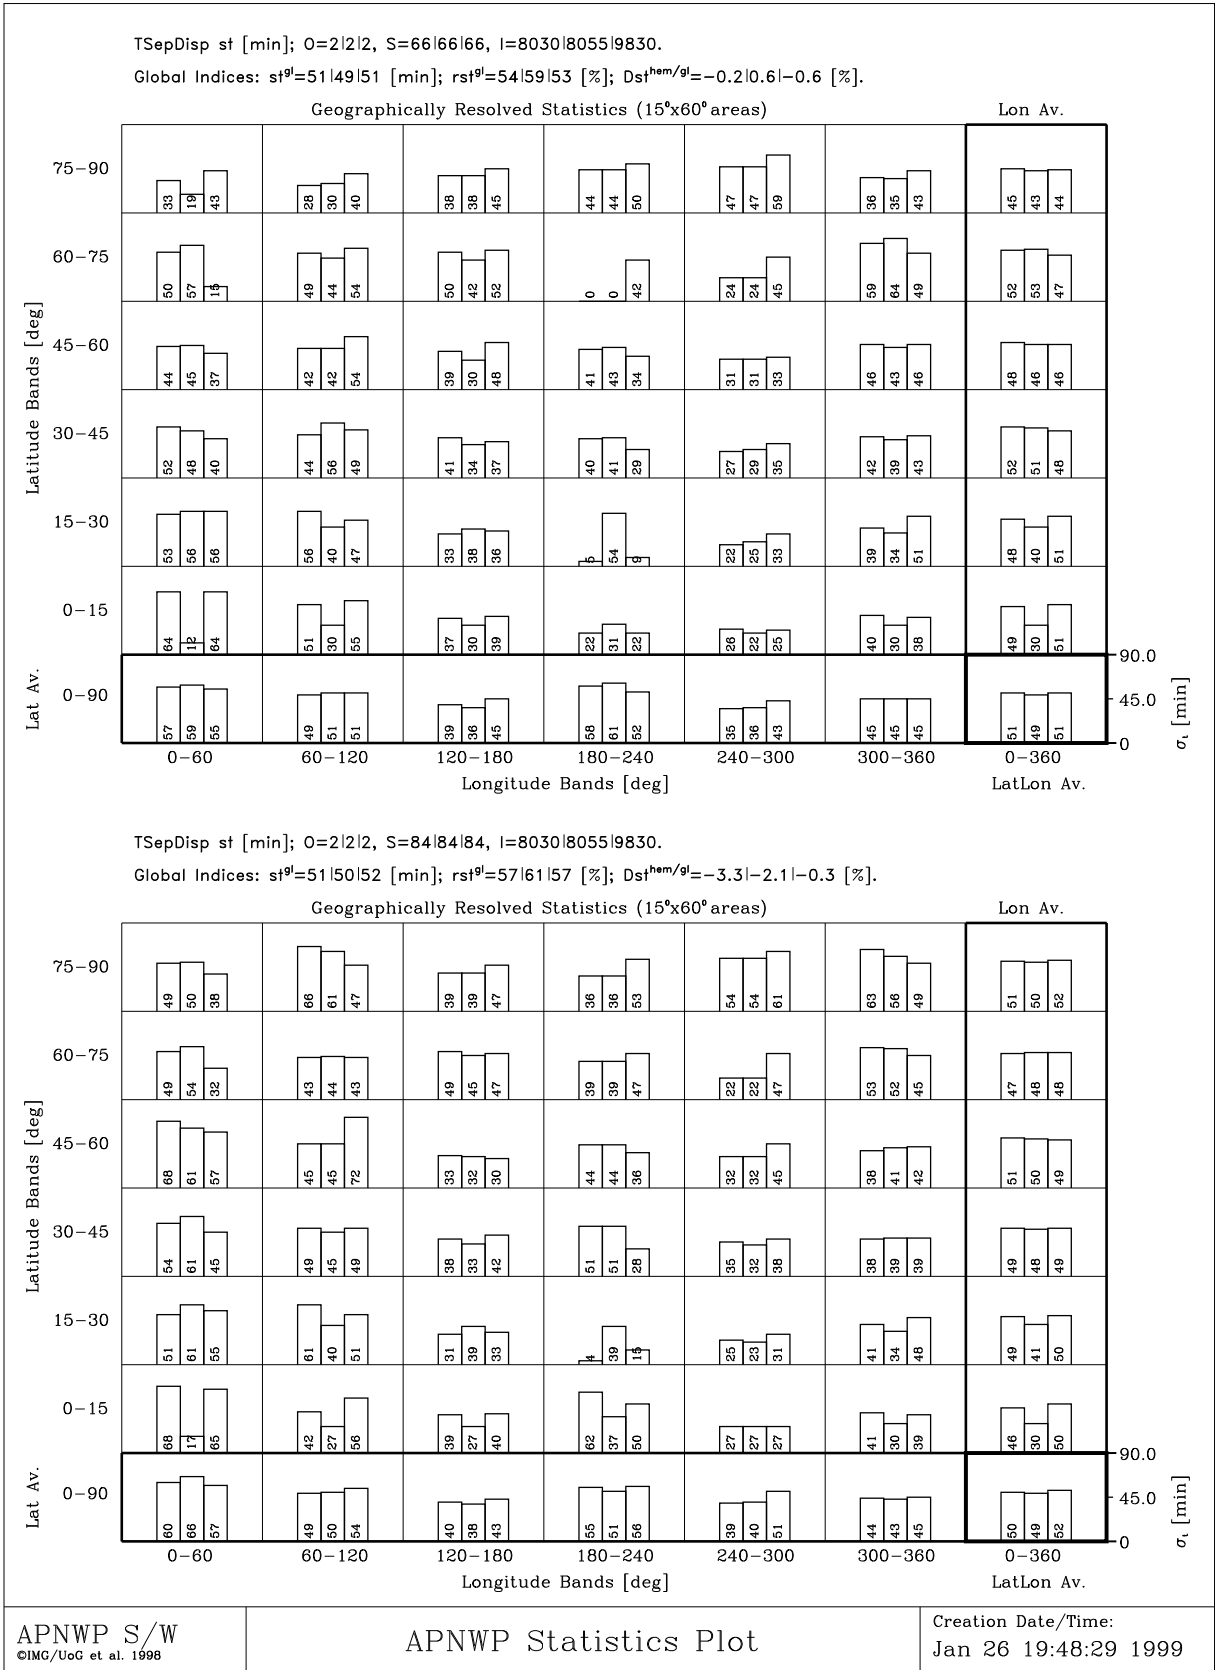 TSepDisp st [min]; O=2|2|2, S=66|66|66, I=8030|8055|9830.
Global Indices: st^gl=51|49|51 [min]; rst^gl=54|59|53 [%]; Dst^hem/gl=−0.2|0.6|−0.6 [%].
Geographically Resolved Statistics (15°x60° areas) Lon Av.
75−90 33 19 43 28 30 40 38 38 45 44 44 50 47 47 59 36 35 43 45 43 44
60−75 50 57 15 49 44 54 50 42 52 0 0 42 24 24 45 59 64 49 52 53 47
45−60 44 45 37 42 42 54 39 30 48 41 43 34 31 31 33 46 43 46 48 46 46
30−45 52 48 40 44 56 49 41 34 37 40 41 29 27 29 35 42 39 43 52 51 48
15−30 53 56 56 56 40 47 33 38 36 5 54 9 22 25 33 39 34 51 48 40 51
0−15 64 12 64 51 30 55 37 30 39 22 31 22 26 22 25 40 30 38 49 30 51
0−90 57 59 55 49 51 51 39 36 45 58 61 52 35 36 43 45 45 45 51 49 51
Latitude Bands [deg]
Lat Av.
90.0
45.0
0
σι [min]
0−60 60−120 120−180 180−240 240−300 300−360 0−360
Longitude Bands [deg] LatLon Av.
TSepDisp st [min]; O=2|2|2, S=84|84|84, I=8030|8055|9830.
Global Indices: st^gl=51|50|52 [min]; rst^gl=57|61|57 [%]; Dst^hem/gl=−3.3|−2.1|−0.3 [%].
Geographically Resolved Statistics (15°x60° areas) Lon Av.
75−90 49 50 38 66 61 47 39 39 47 36 36 53 54 54 61 63 56 49 51 50 52
60−75 49 54 32 43 44 43 49 45 47 39 39 47 22 22 47 53 52 45 47 48 48
45−60 68 61 57 45 45 72 33 32 30 44 44 36 32 32 45 38 41 42 51 50 49
30−45 54 61 45 49 45 49 38 33 42 51 51 28 35 32 38 38 39 39 49 48 49
15−30 51 61 55 61 40 51 31 39 33 4 39 15 25 23 31 41 34 48 49 41 50
0−15 68 17 65 42 27 56 39 27 40 62 37 50 27 27 27 41 30 39 46 30 50
0−90 60 66 57 49 50 54 40 38 43 55 51 56 39 40 51 44 43 45 50 49 52
Latitude Bands [deg]
Lat Av.
90.0
45.0
0
σι [min]
0−60 60−120 120−180 180−240 240−300 300−360 0−360
Longitude Bands [deg] LatLon Av.
APNWP S/W
©IMG/UoG et al. 1998
APNWP Statistics Plot
Creation Date/Time:
Jan 26 19:48:29 1999